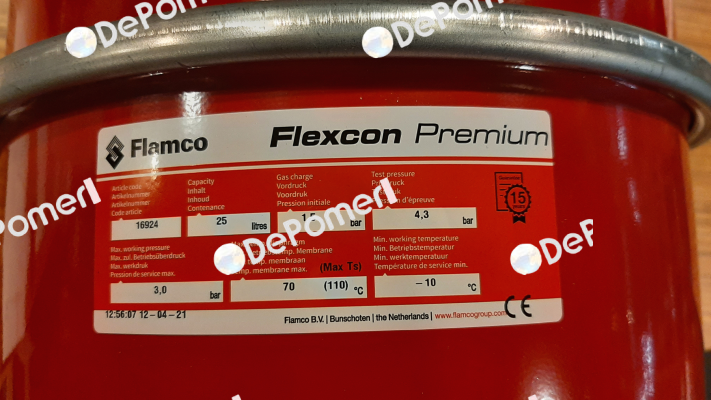 DePomerl
DePomerl
Flamco
Flexcon Premium
Article code
Artikelnummer
Artikelnummer
Code article
16924
Capacity
Inhalt
Inhoud
Contenance
25 litres
Gas charge
Vordruck
Voordruk
Pression initiale
bar
Test pressure
d'épreuve
4,3 bar
15
Max. working pressure
Max. zul. Betriebsüberdruck
Max. werkdruk
Pression de service max.
3,0 bar
Membrane
membraan
temp. membrane max.
(Max Ts)
70 (110) °C
Min. working temperature
Min. Betriebstemperatur
Min. werktemperatuur
Température de service min.
–10 °C
12:56:07 12–04–21
Flamco B.V. | Bunschoten | the Netherlands | www.flamcogroup.com
CE
Pomerl
DePomerl
DeP